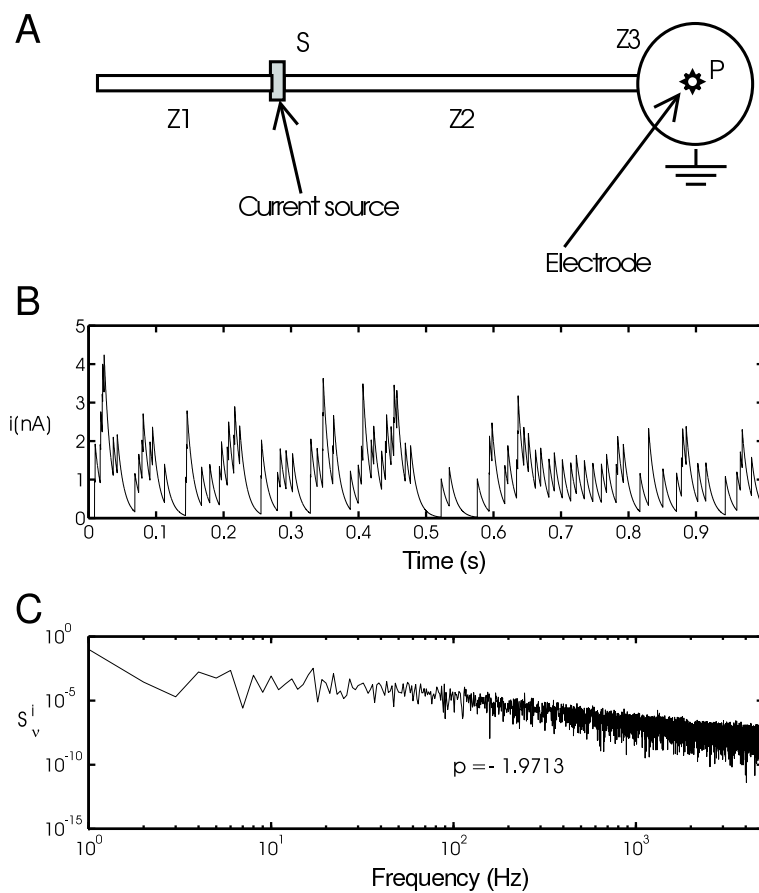 A
S
Z3
P
Z1
Z2
Current source
Electrode
B
5
4
3
i(nA)
2
1
0
0 0.1 0.2 0.3 0.4 0.5 0.6 0.7 0.8 0.9
Time (s)
C
10^0
10^-5
S_ν^i
10^-10
p = - 1.9713
10^-15
10^0 10^1 10^2 10^3
Frequency (Hz)